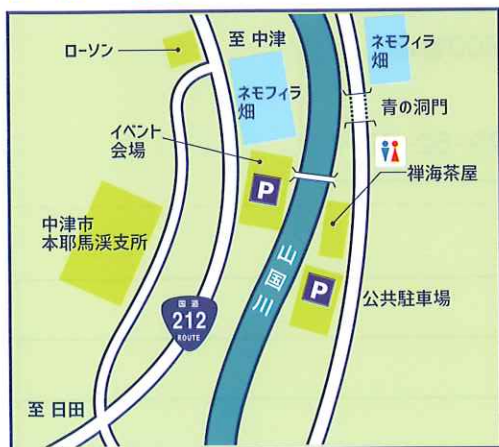 ローソン
至 中津
ネモフィラ
畑
ネモフィラ
畑
青の洞門
イベント
会場
P
禅海茶屋
中津市
本耶馬渓支所
山国川
P
公共駐車場
国道
212
ROUTE
至 日田